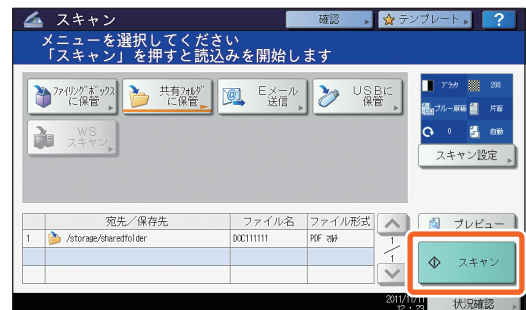 スキャン
確認
テンプレート
?
メニューを選択してください
「スキャン」を押すと読込みを開始します
ファイリングボックス
に保管
共有フォルダ
に保管
Eメール
送信
USBに
保管
WS
スキャン
ブラック
200
グレー原稿
片面
0
自動
スキャン設定
宛先/保存先
ファイル名
ファイル形式
1
/storage/sharedfolder
DOC111111
PDF マルチ
1
1
プレビュー
スキャン
2011/11/11
12:23
状況確認